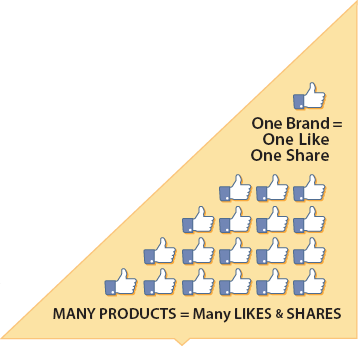 One Brand =
One Like
One Share
MANY PRODUCTS = Many LIKES & SHARES